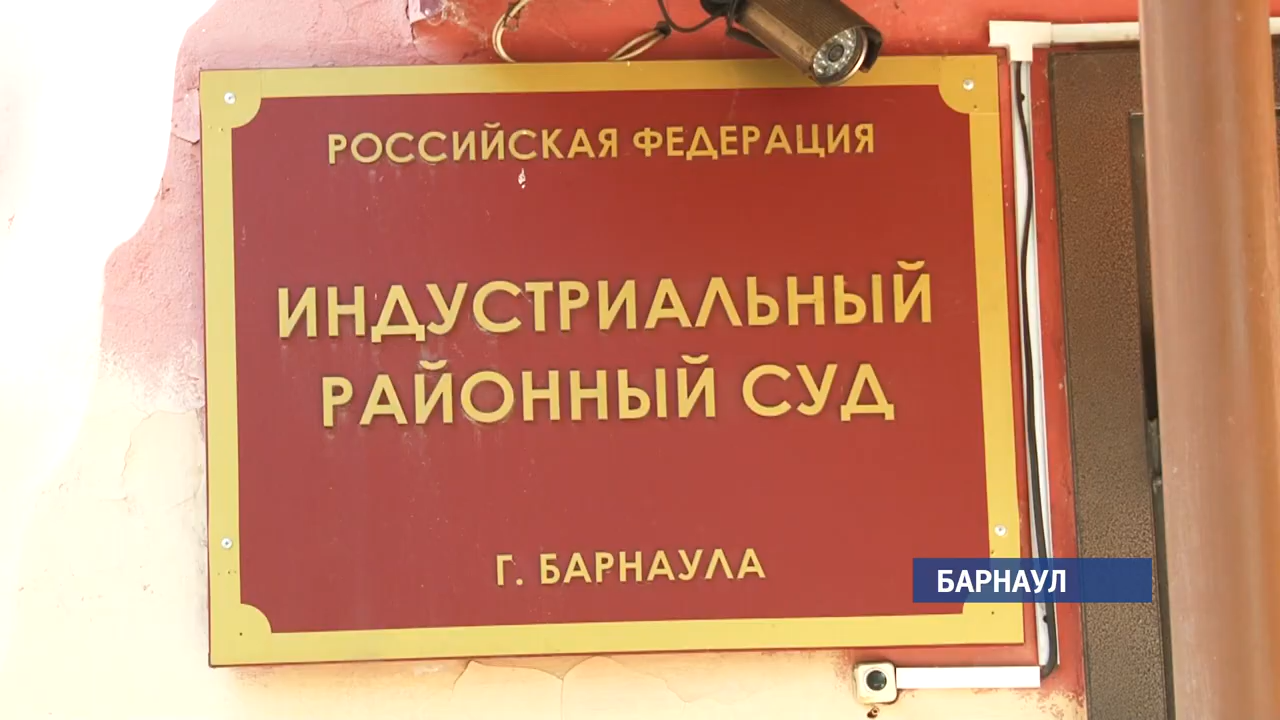 РОССИЙСКАЯ ФЕДЕРАЦИЯ
ИНДУСТРИАЛЬНЫЙ
РАЙОННЫЙ СУД
Г. БАРНАУЛА
БАРНАУЛ